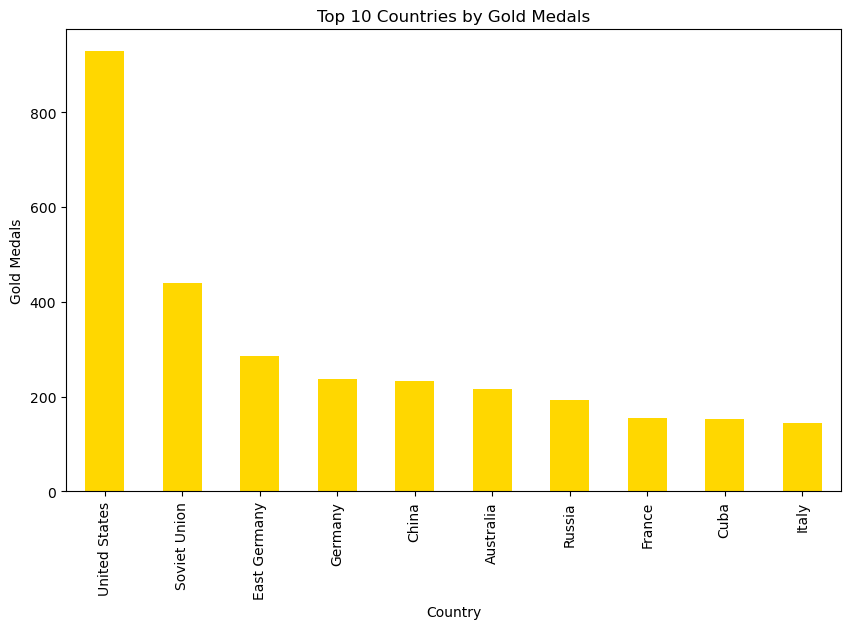 Top 10 Countries by Gold Medals
Gold Medals
800
600
400
200
0
United States
Soviet Union
East Germany
Germany
China
Australia
Russia
France
Cuba
Italy
Country